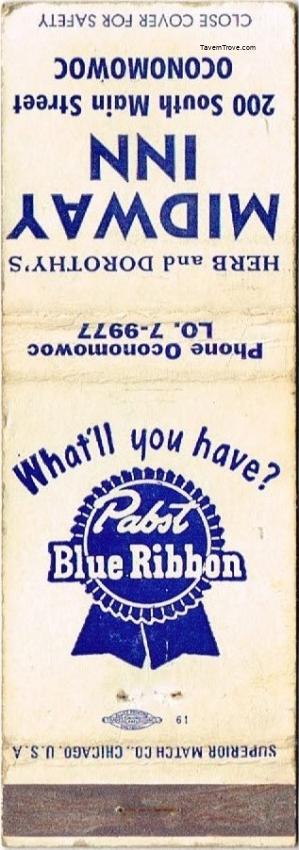 CLOSE COVER FOR SAFETY
TavernTrove.com
HERB and DOROTHY'S
MIDWAY
INN
200 South Main Street
OCONOMOWOC
Phone Oconomowoc
LO. 7-9977
What'll you have?
Pabst
Blue Ribbon
19
SUPERIOR MATCH CO., CHICAGO, U.S.A.